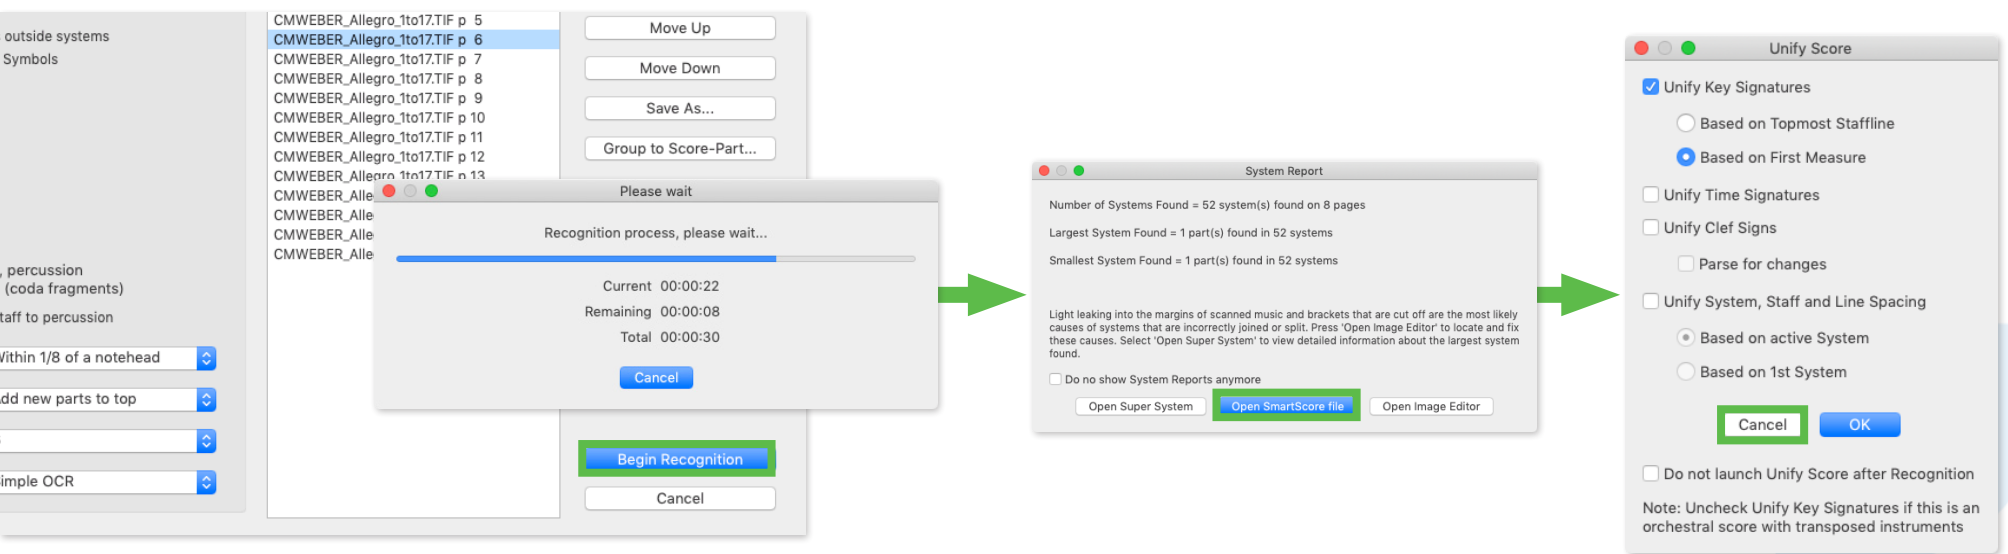 outside systems
Symbols
, percussion
(coda fragments)
taff to percussion
Within 1/8 of a notehead
Add new parts to top
Simple OCR
CMWEBER_Allegro_1to17.TIF p 5
CMWEBER_Allegro_1to17.TIF p 6
CMWEBER_Allegro_1to17.TIF p 7
CMWEBER_Allegro_1to17.TIF p 8
CMWEBER_Allegro_1to17.TIF p 9
CMWEBER_Allegro_1to17.TIF p 10
CMWEBER_Allegro_1to17.TIF p 11
CMWEBER_Allegro_1to17.TIF p 12
CMWEBER_Allegro_1to17.TIF p 13
CMWEBER_Alle
CMWEBER_Alle
CMWEBER_Alle
CMWEBER_Alle
Move Up
Move Down
Save As...
Group to Score-Part...
Please wait
Recognition process, please wait...
Current 00:00:22
Remaining 00:00:08
Total 00:00:30
Cancel
Begin Recognition
Cancel
System Report
Number of Systems Found = 52 system(s) found on 8 pages
Largest System Found = 1 part(s) found in 52 systems
Smallest System Found = 1 part(s) found in 52 systems
Light leaking into the margins of scanned music and brackets that are cut off are the most likely
causes of systems that are incorrectly joined or split. Press 'Open Image Editor' to locate and fix
these causes. Select 'Open Super System' to view detailed information about the largest system
found.
Do no show System Reports anymore
Open Super System
Open SmartScore file
Open Image Editor
Unify Score
Unify Key Signatures
Based on Topmost Staffline
Based on First Measure
Unify Time Signatures
Unify Clef Signs
Parse for changes
Unify System, Staff and Line Spacing
Based on active System
Based on 1st System
Cancel
OK
Do not launch Unify Score after Recognition
Note: Uncheck Unify Key Signatures if this is an
orchestral score with transposed instruments